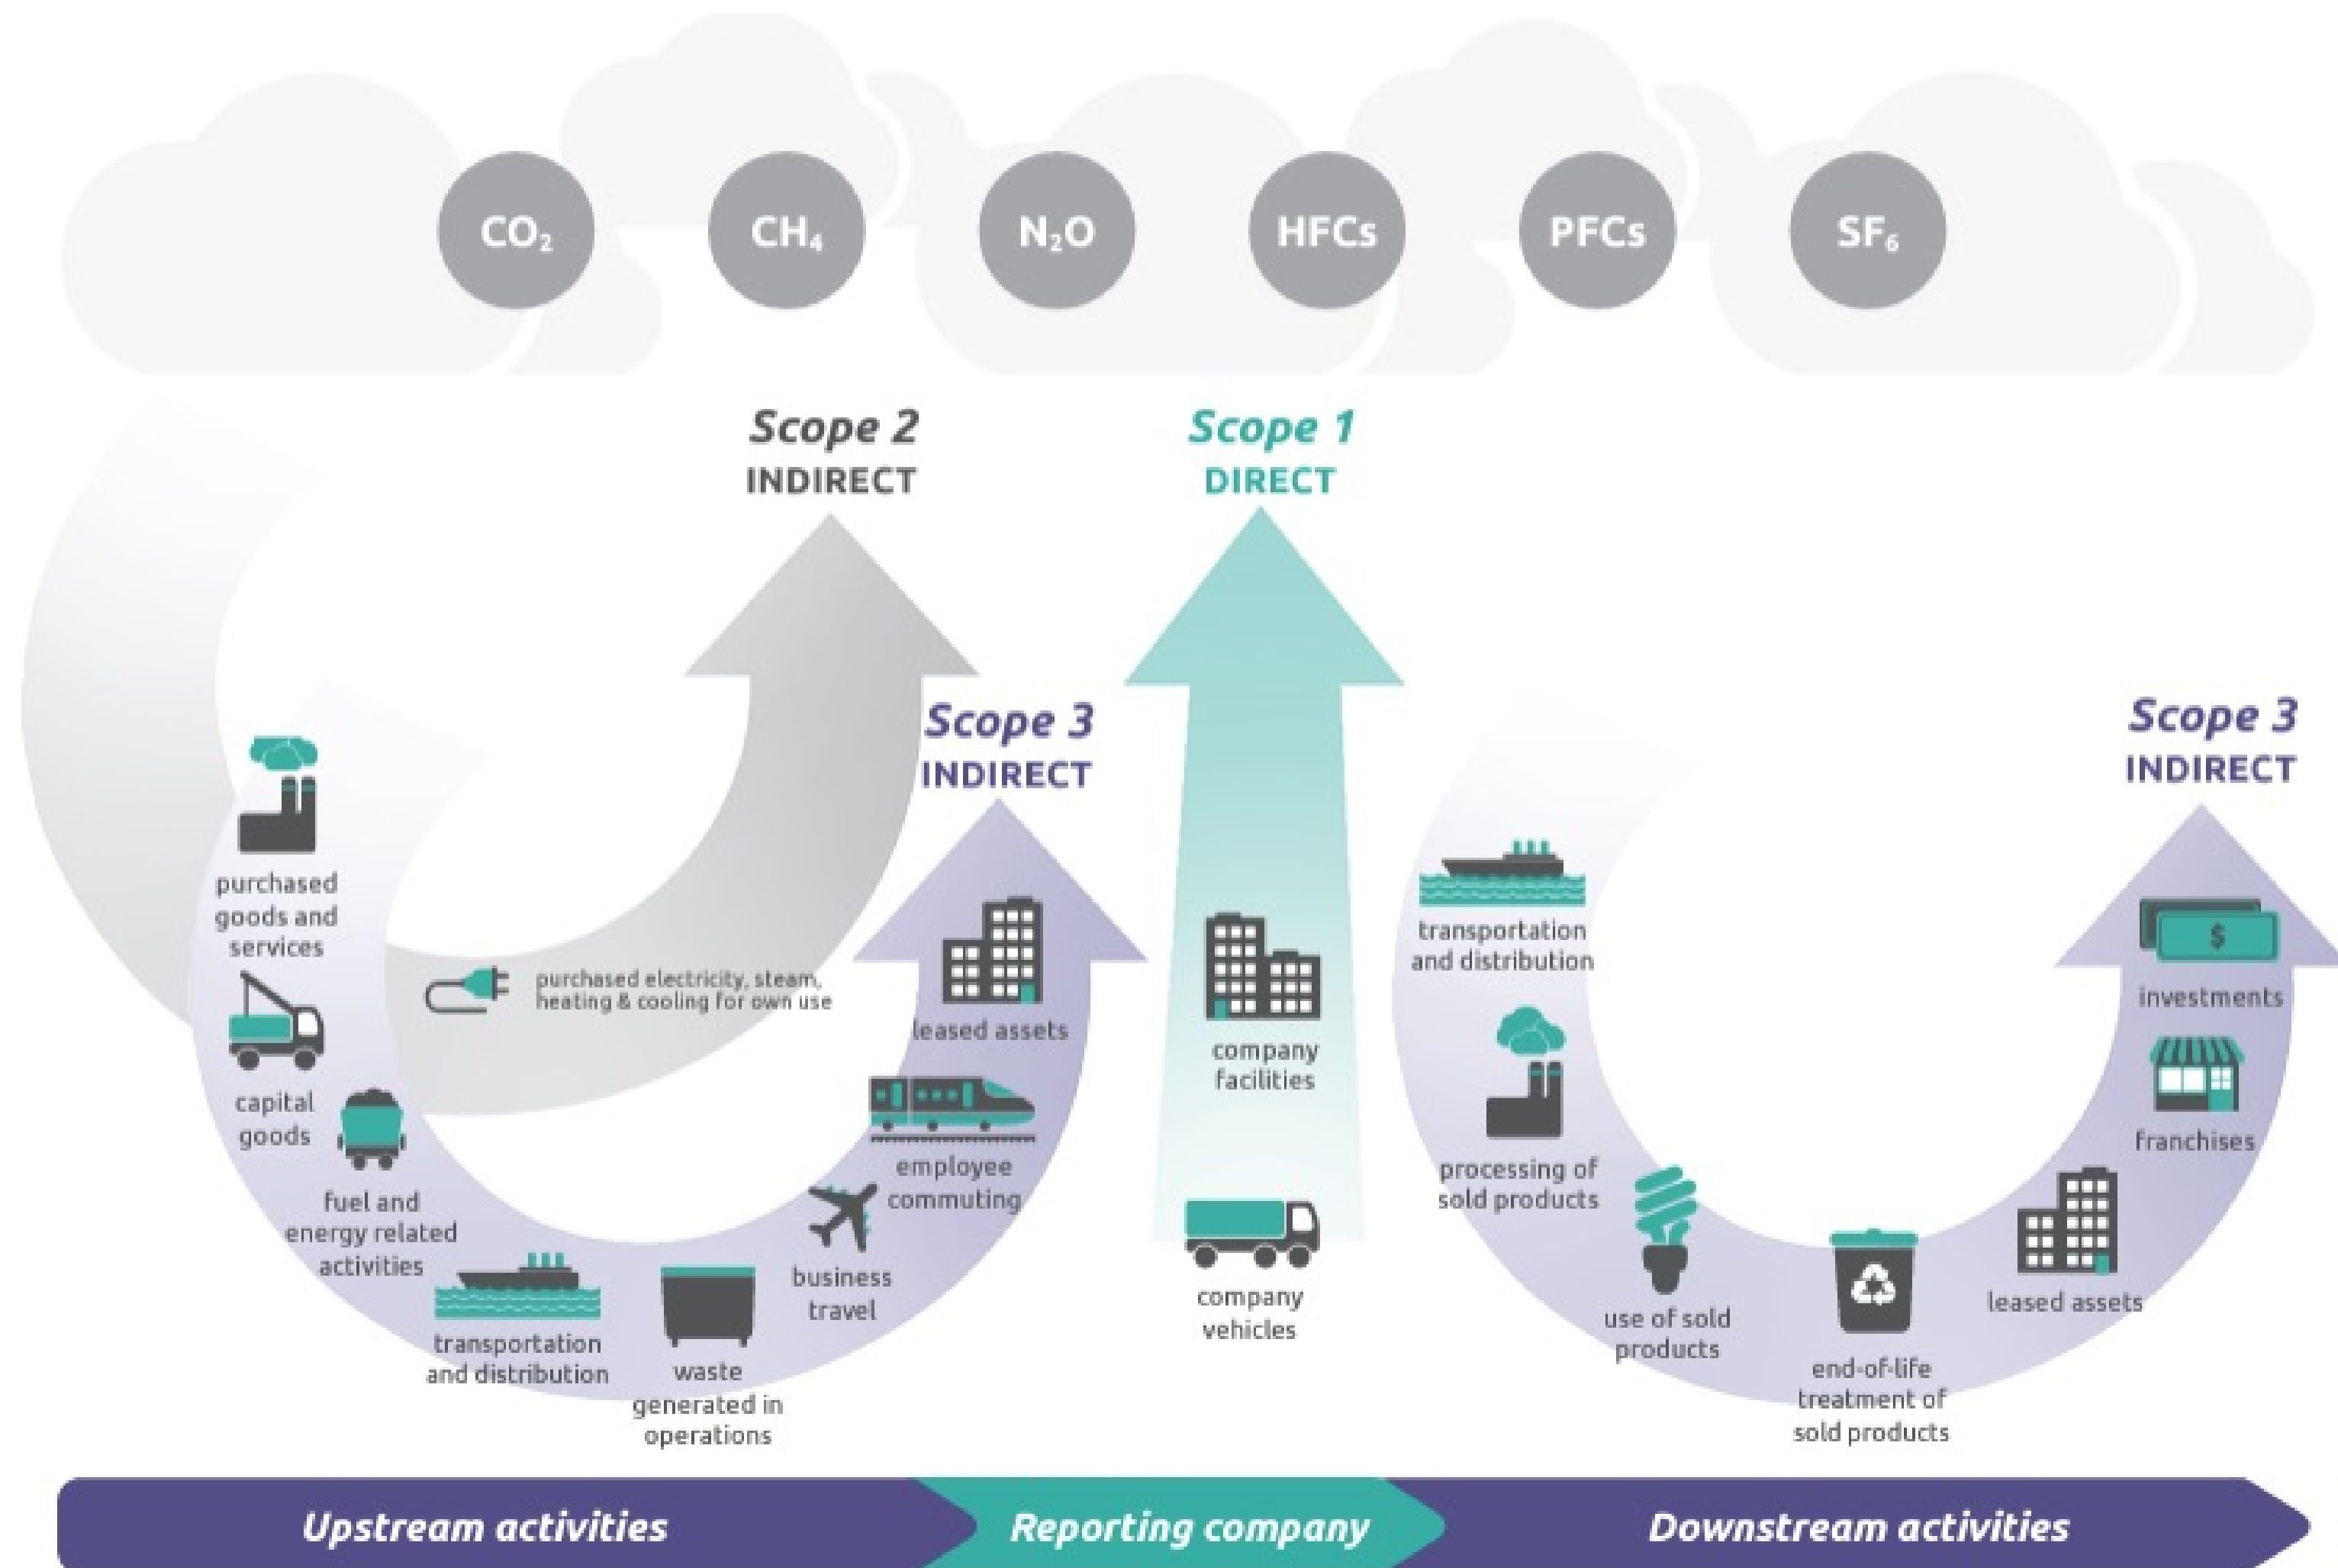 CO₂
CH₄
N₂O
HFCs
PFCs
SF₆
Scope 2
INDIRECT
Scope 1
DIRECT
Scope 3
INDIRECT
Scope 3
INDIRECT
purchased
goods and
services
capital
goods
fuel and
energy related
activities
transportation
and distribution
waste
generated in
operations
business
travel
employee
commuting
leased assets
purchased electricity, steam,
heating & cooling for own use
company
facilities
company
vehicles
transportation
and distribution
processing of
sold products
use of sold
products
end-of-life
treatment of
sold products
leased assets
franchises
$
investments
Upstream activities
Reporting company
Downstream activities